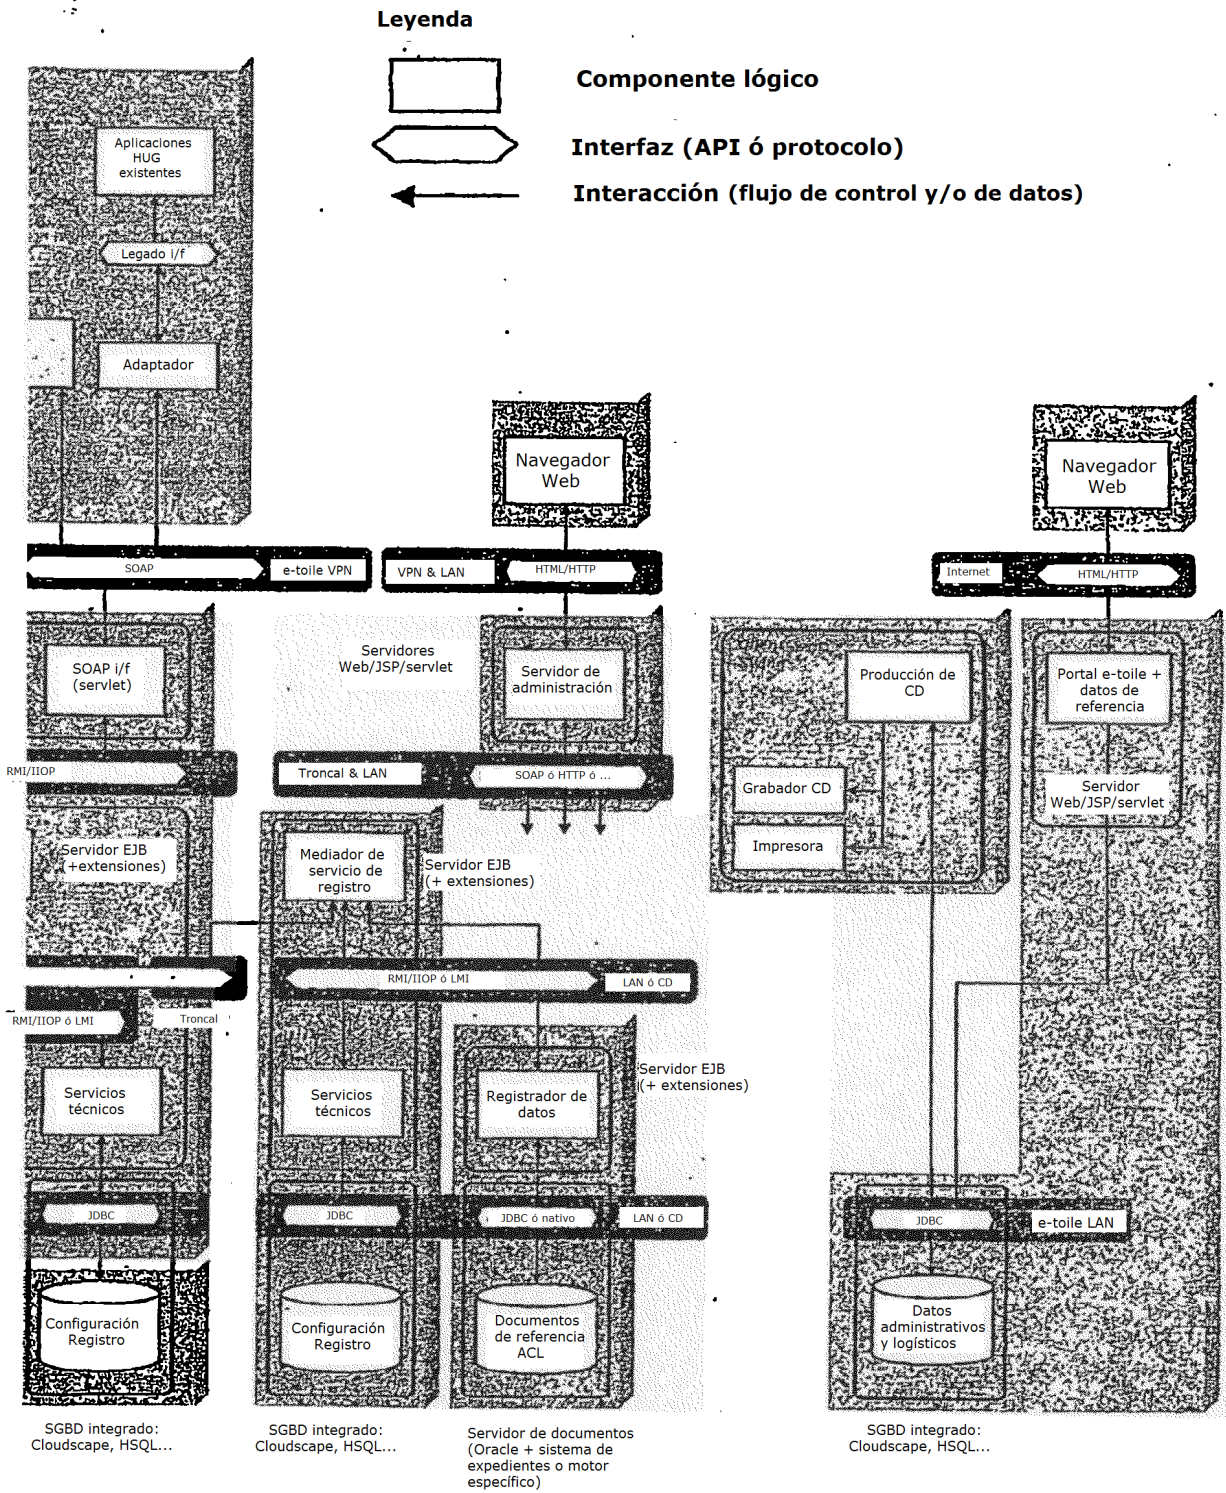 Leyenda
Componente lógico
Interfaz (API ó protocolo)
Interacción (flujo de control y/o de datos)
Aplicaciones
HUG
existentes
Legado i/f
Adaptador
Navegador
Web
Navegador
Web
SOAP
e-toile VPN
VPN & LAN
HTML/HTTP
Internet
HTML/HTTP
SOAP i/f
(servlet)
Servidores
Web/JSP/servlet
Servidor de
administración
Producción de
CD
Portal e-toile +
datos de
referencia
RMI/IIOP
Troncal & LAN
SOAP ó HTTP ó ...
Grabador CD
Impresora
Servidor
Web/JSP/servlet
Servidor EJB
(+extensiones)
Mediador de
servicio de
registro
Servidor EJB
(+ extensiones)
RMI/IIOP ó LMI
LAN ó CD
RMI/IIOP ó LMI
Troncal
Servicios
técnicos
Servicios
técnicos
Registrador de
datos
Servidor EJB
(+ extensiones)
JDBC
JDBC
JDBC ó nativo
LAN ó CD
JDBC
e-toile LAN
Configuración
Registro
Configuración
Registro
Documentos
de referencia
ACL
Datos
administrativos
y logísticos
SGBD integrado:
Cloudscape, HSQL...
SGBD integrado:
Cloudscape, HSQL...
Servidor de documentos
(Oracle + sistema de
expedientes o motor
específico)
SGBD integrado:
Cloudscape, HSQL...